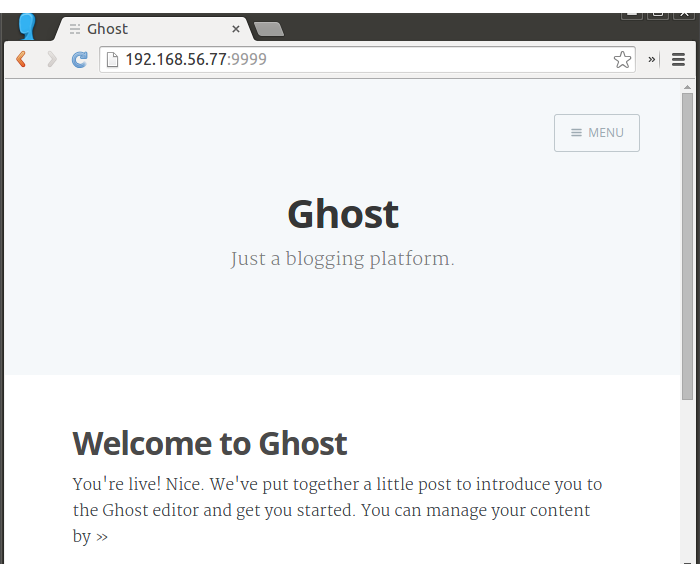 Ghost
192.168.56.77:9999
MENU
Ghost
Just a blogging platform.
Welcome to Ghost
You're live! Nice. We've put together a little post to introduce you to
the Ghost editor and get you started. You can manage your content
by »